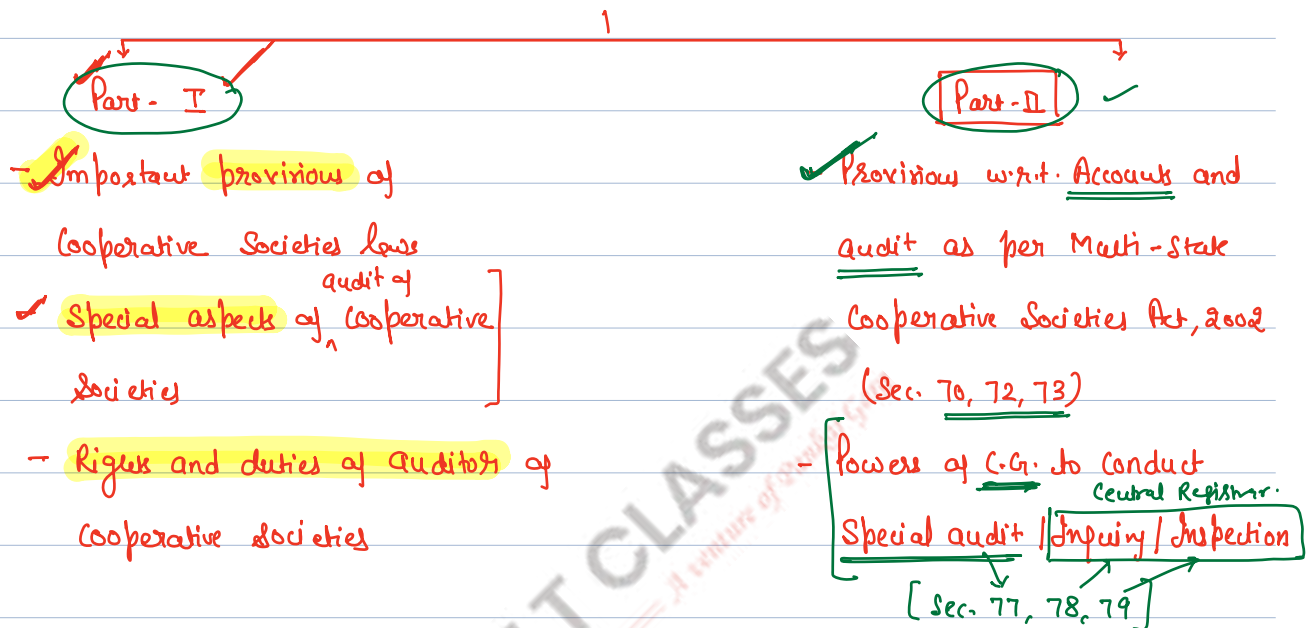 1
Part - I
- Important provisions of
Cooperative Societies laws
audit of
Special aspects of ^ Cooperative
Societies
- Rights and duties of auditor of
Cooperative Societies
Part-II
Provisions w.r.t. Accounts and
audit as per Multi-State
Cooperative Societies Act, 2002
(Sec. 70, 72, 73)
- Powers of C.G. to Conduct
Central Registrar.
Special audit / Inquiry / Inspection
[Sec. 77, 78, 79]
T CLASSES
A venture of